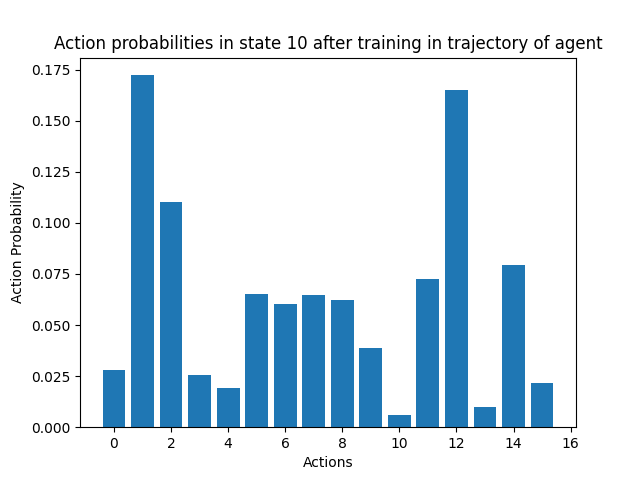 Action probabilities in state 10 after training in trajectory of agent
0.175
0.150
0.125
0.100
0.075
0.050
0.025
0.000
Action Probability
0 2 4 6 8 10 12 14 16
Actions